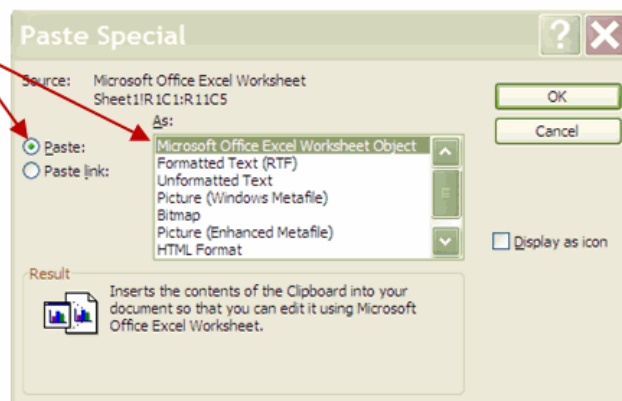 Paste Special
Source: Microsoft Office Excel Worksheet
Sheet1!R1C1:R11C5
As:
Paste:
Paste link:
Microsoft Office Excel Worksheet Object
Formatted Text (RTF)
Unformatted Text
Picture (Windows Metafile)
Bitmap
Picture (Enhanced Metafile)
HTML Format
OK
Cancel
Display as icon
Result
Inserts the contents of the Clipboard into your
document so that you can edit it using Microsoft
Office Excel Worksheet.